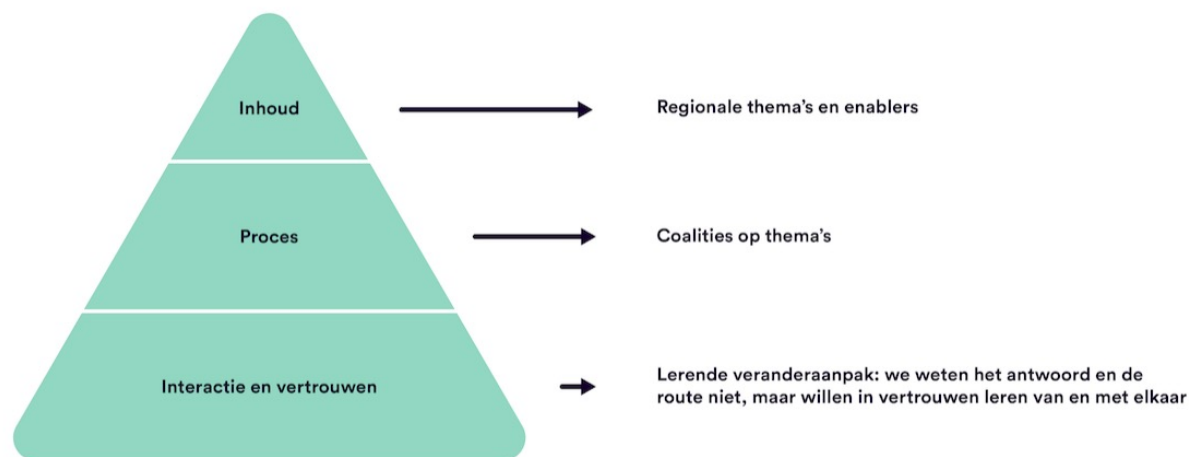 Inhoud
Regionale thema's en enablers
Proces
Coalities op thema's
Interactie en vertrouwen
Lerende veranderaanpak: we weten het antwoord en de
route niet, maar willen in vertrouwen leren van en met elkaar